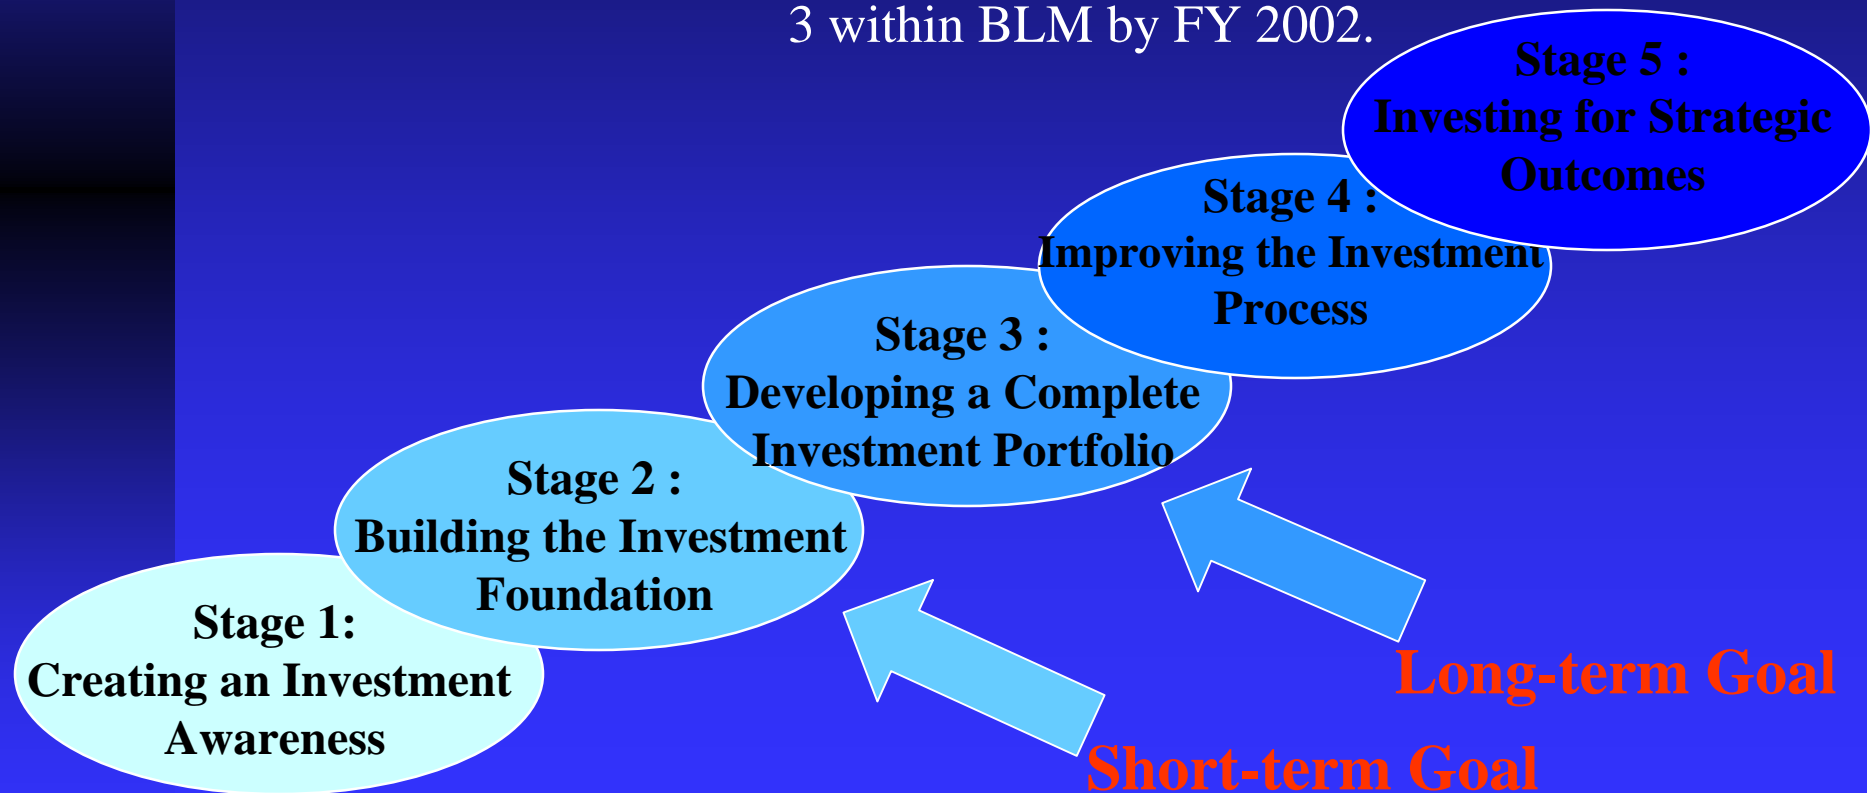 3 within BLM by FY 2002.
Stage 5 :
Investing for Strategic
Outcomes
Stage 4 :
Improving the Investment
Process
Stage 3 :
Developing a Complete
Investment Portfolio
Stage 2 :
Building the Investment
Foundation
Stage 1:
Creating an Investment
Awareness
Long-term Goal
Short-term Goal